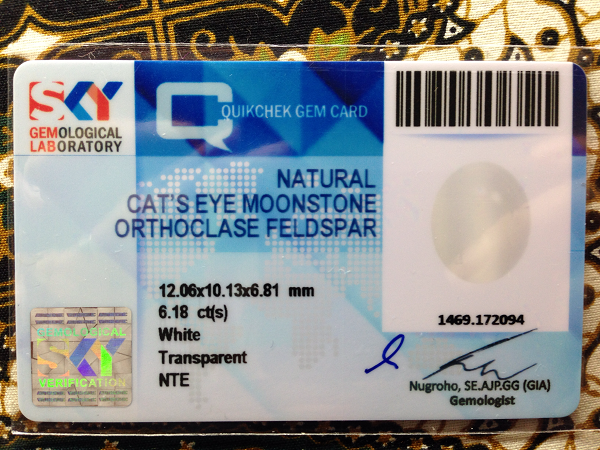 SKY
GEMOLOGICAL
LABORATORY
QUIKCHEK GEM CARD
NATURAL
CAT'S EYE MOONSTONE
ORTHOCLASE FELDSPAR
12.06x10.13x6.81 mm
6.18 ct(s)
White
Transparent
NTE
1469.172094
Nugroho, SE.AJP.GG (GIA)
Gemologist
GEMOLOGICAL
SKY
VERIFICATION